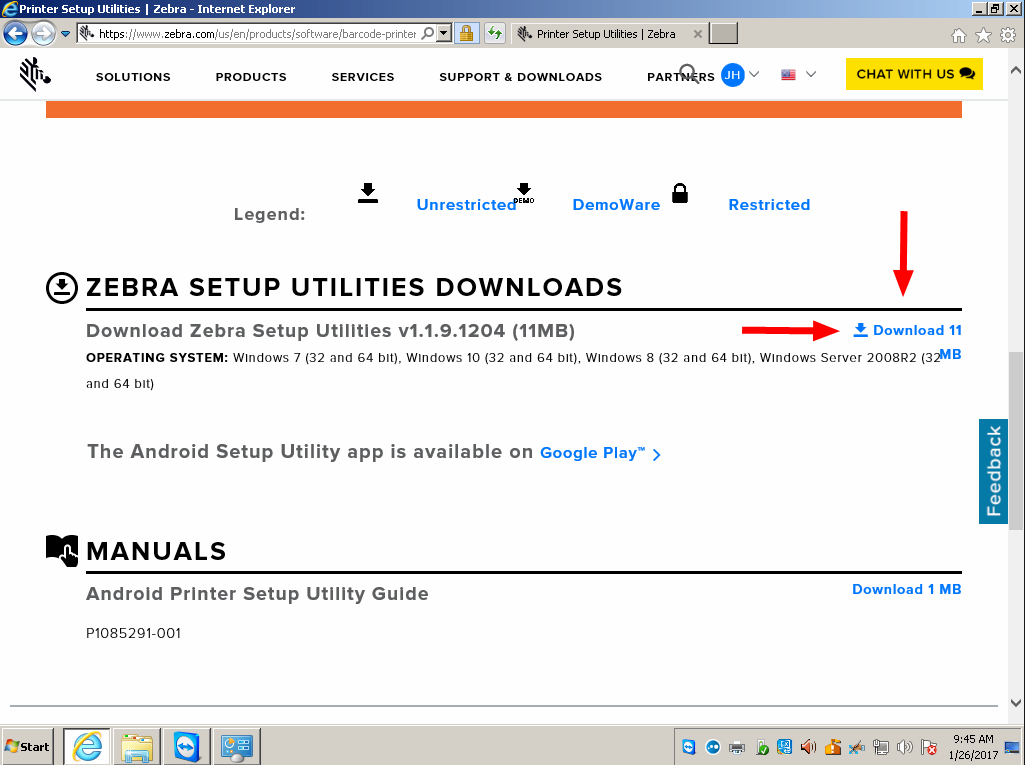 Printer Setup Utilities | Zebra - Internet Explorer
https://www.zebra.com/us/en/products/software/barcode-printer
Printer Setup Utilities | Zebra
SOLUTIONS PRODUCTS SERVICES SUPPORT & DOWNLOADS PARTNERS JH CHAT WITH US
Legend: Unrestricted DEMO DemoWare Restricted
ZEBRA SETUP UTILITIES DOWNLOADS
Download Zebra Setup Utilities v1.1.9.1204 (11MB) Download 11
MB
OPERATING SYSTEM: Windows 7 (32 and 64 bit), Windows 10 (32 and 64 bit), Windows 8 (32 and 64 bit), Windows Server 2008R2 (32
and 64 bit)
The Android Setup Utility app is available on Google Play™
Feedback
MANUALS
Android Printer Setup Utility Guide Download 1 MB
P1085291-001
Start
9:45 AM
1/26/2017